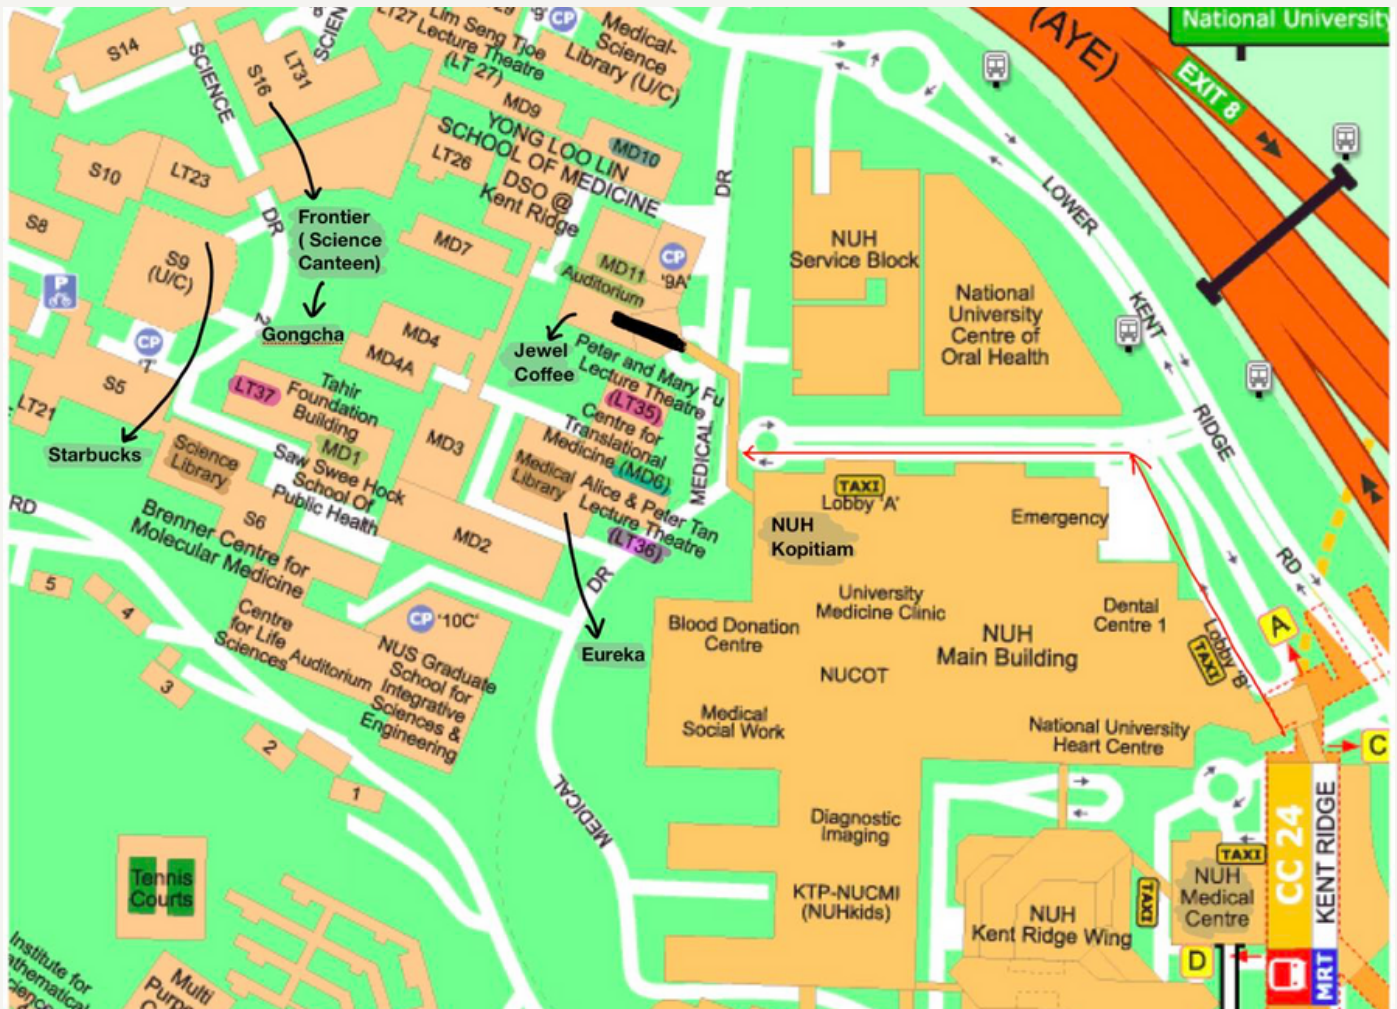 S14
SCIENCE
S16
LT31
LT27
Lim Seng Tjoe
Lecture Theatre
(LT 27)
CP
Medical-
Science
Library (U/C)
(AYE)
National University
EXIT 8
MD9
YONG LOO LIN
SCHOOL OF MEDICINE
MD10
LT26
DSO @
Kent Ridge
S10
LT23
DR
DR
LOWER
KENT
RIDGE
RD
S8
S9
(U/C)
Frontier
( Science
Canteen)
MD7
MD11
Auditorium
CP
'9A'
NUH
Service Block
National
University
Centre of
Oral Health
P
2
Gongcha
MD4
MD4A
CP
'7'
Jewel
Coffee
Peter and Mary Fu
Lecture Theatre
(LT35)
S5
LT37
Tahir
Foundation
Building
MD1
LT21
Centre for
Translational
Medicine (MD6)
MD3
MEDICAL
Starbucks
Science
Library
Saw Swee Hock
School Of
Public Health
Medical
Library
Alice & Peter Tan
Lecture Theatre
(LT36)
TAXI
Lobby 'A'
NUH
Kopitiam
Emergency
RD
S6
MD2
Brenner Centre for
Molecular Medicine
DR
University
Medicine Clinic
Dental
Centre 1
Lobby 'B'
TAXI
A
5
4
3
2
1
Centre
for Life
Sciences
Auditorium
CP
'10C'
NUS Graduate
School for
Integrative
Sciences &
Engineering
Eureka
Blood Donation
Centre
NUH
Main Building
NUCOT
Medical
Social Work
National University
Heart Centre
C
MEDICAL
Diagnostic
Imaging
KTP-NUCMI
(NUHkids)
NUH
Kent Ridge Wing
TAXI
TAXI
NUH
Medical
Centre
D
CC 24
KENT RIDGE
MRT
Tennis
Courts
Institute for
Multi